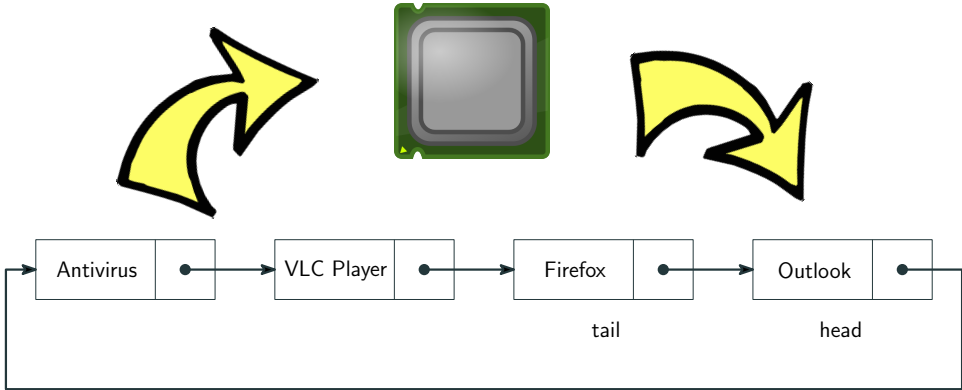 Antivirus
VLC Player
Firefox
Outlook
tail
head